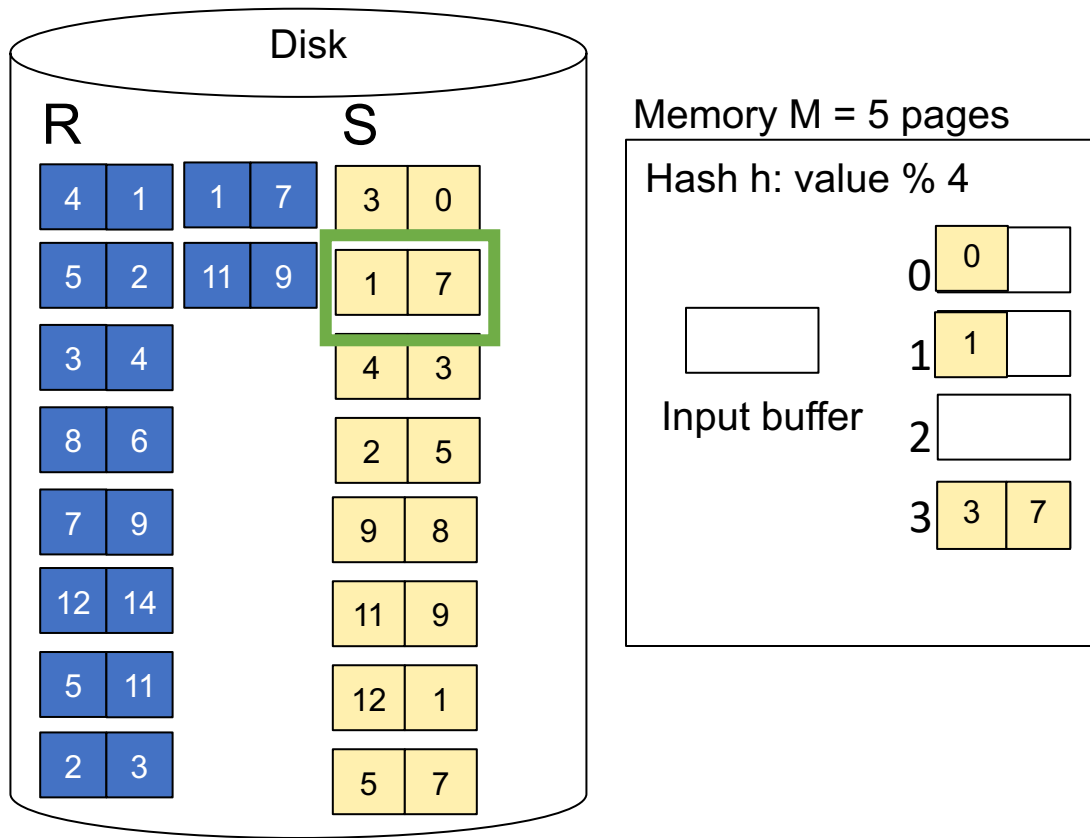 Disk
R S
4 1 1 7 3 0
5 2 11 9 1 7
3 4 4 3
8 6 2 5
7 9 9 8
12 14 11 9
5 11 12 1
2 3 5 7
Memory M = 5 pages
Hash h: value % 4
0 0
1 1
Input buffer
2
3 3 7